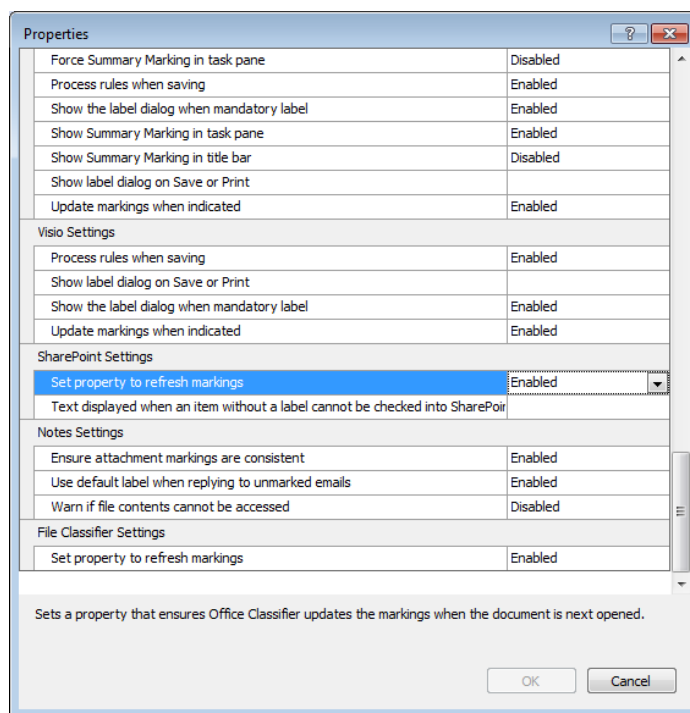 Properties
Force Summary Marking in task pane Disabled
Process rules when saving Enabled
Show the label dialog when mandatory label Enabled
Show Summary Marking in task pane Enabled
Show Summary Marking in title bar Disabled
Show label dialog on Save or Print
Update markings when indicated Enabled
Visio Settings
Process rules when saving Enabled
Show label dialog on Save or Print
Show the label dialog when mandatory label Enabled
Update markings when indicated Enabled
SharePoint Settings
Set property to refresh markings Enabled
Text displayed when an item without a label cannot be checked into SharePoir
Notes Settings
Ensure attachment markings are consistent Enabled
Use default label when replying to unmarked emails Enabled
Warn if file contents cannot be accessed Disabled
File Classifier Settings
Set property to refresh markings Enabled
Sets a property that ensures Office Classifier updates the markings when the document is next opened.
OK Cancel